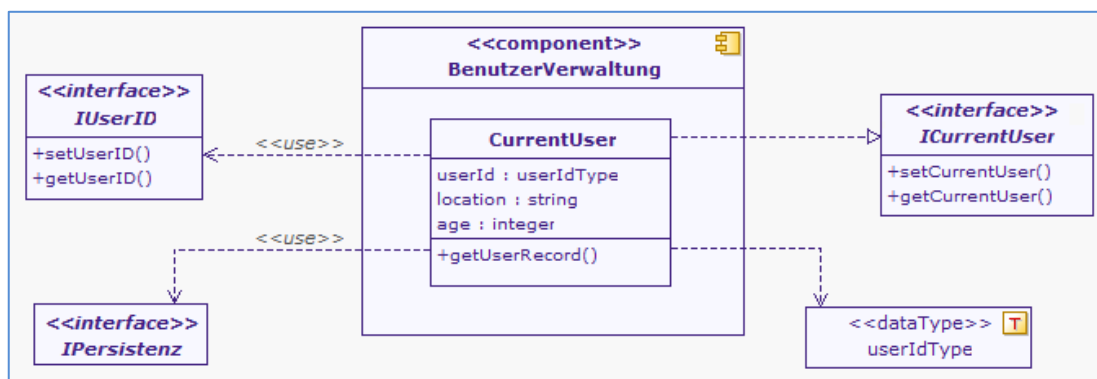 <<component>>
BenutzerVerwaltung
<<interface>>
IUserID
+setUserID()
+getUserID()
<<use>>
CurrentUser
userId : userIdType
location : string
age : integer
+getUserRecord()
<<interface>>
ICurrentUser
+setCurrentUser()
+getCurrentUser()
<<use>>
<<interface>>
IPersistenz
<<dataType>> T
userIdType